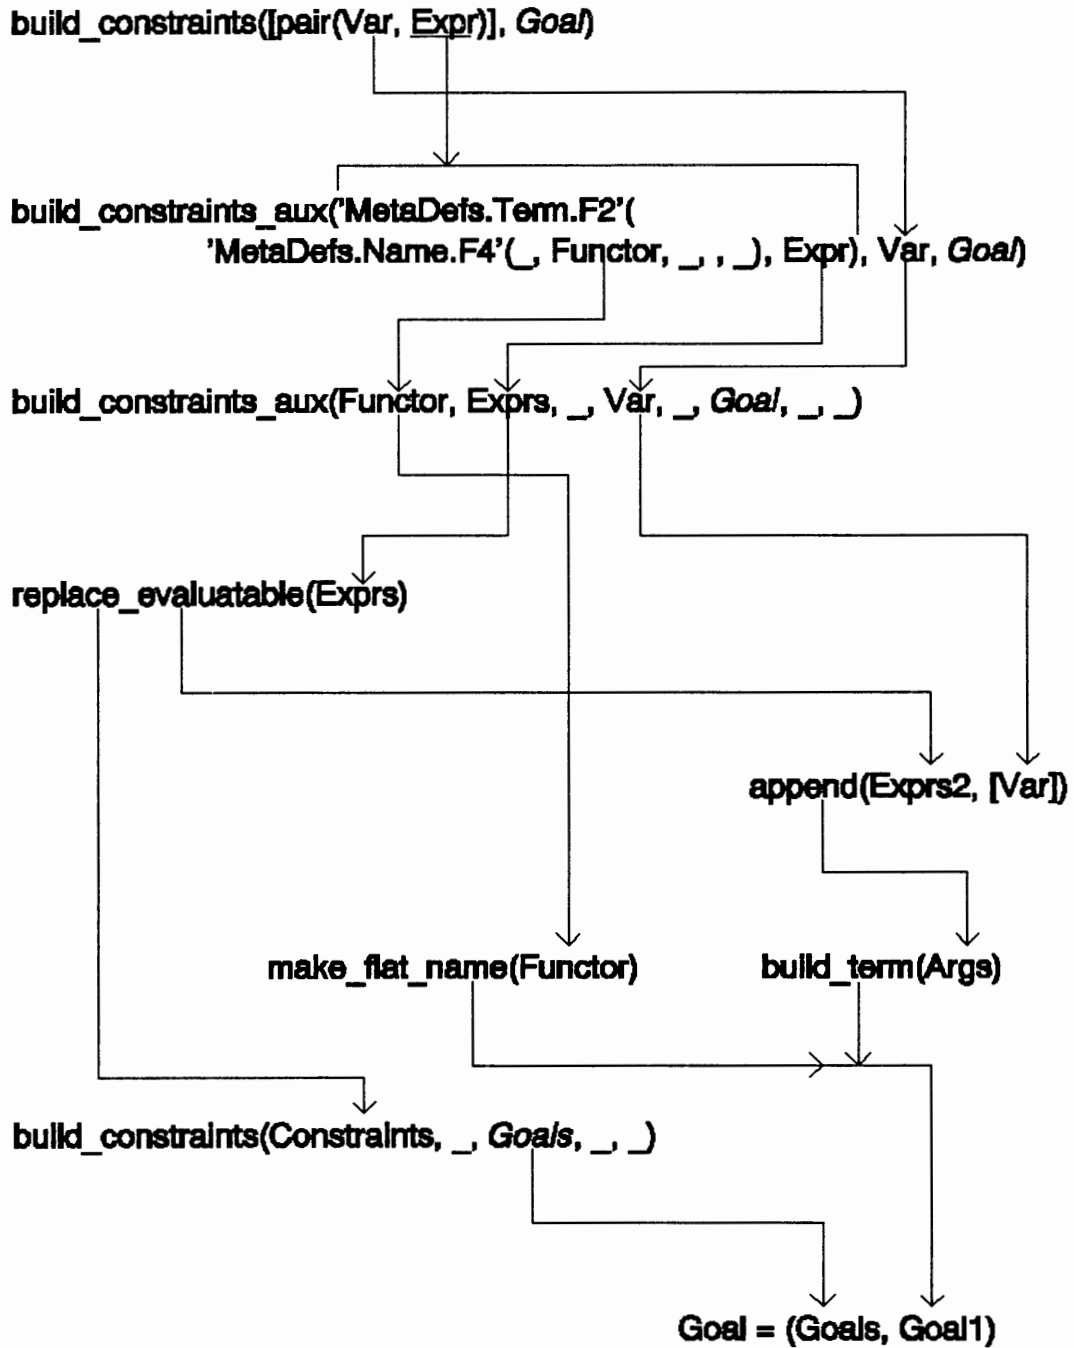 build_constraints([pair(Var, Expr)], Goal)
build_constraints_aux('MetaDefs.Term.F2'(
'MetaDefs.Name.F4'(_, Functor, _, , _), Expr), Var, Goal)
build_constraints_aux(Functor, Exprs, _, Var, _, Goal, _, _)
replace_evaluatable(Exprs)
append(Exprs2, [Var])
make_flat_name(Functor)
build_term(Args)
build_constraints(Constraints, _, Goals, _, _)
Goal = (Goals, Goal1)